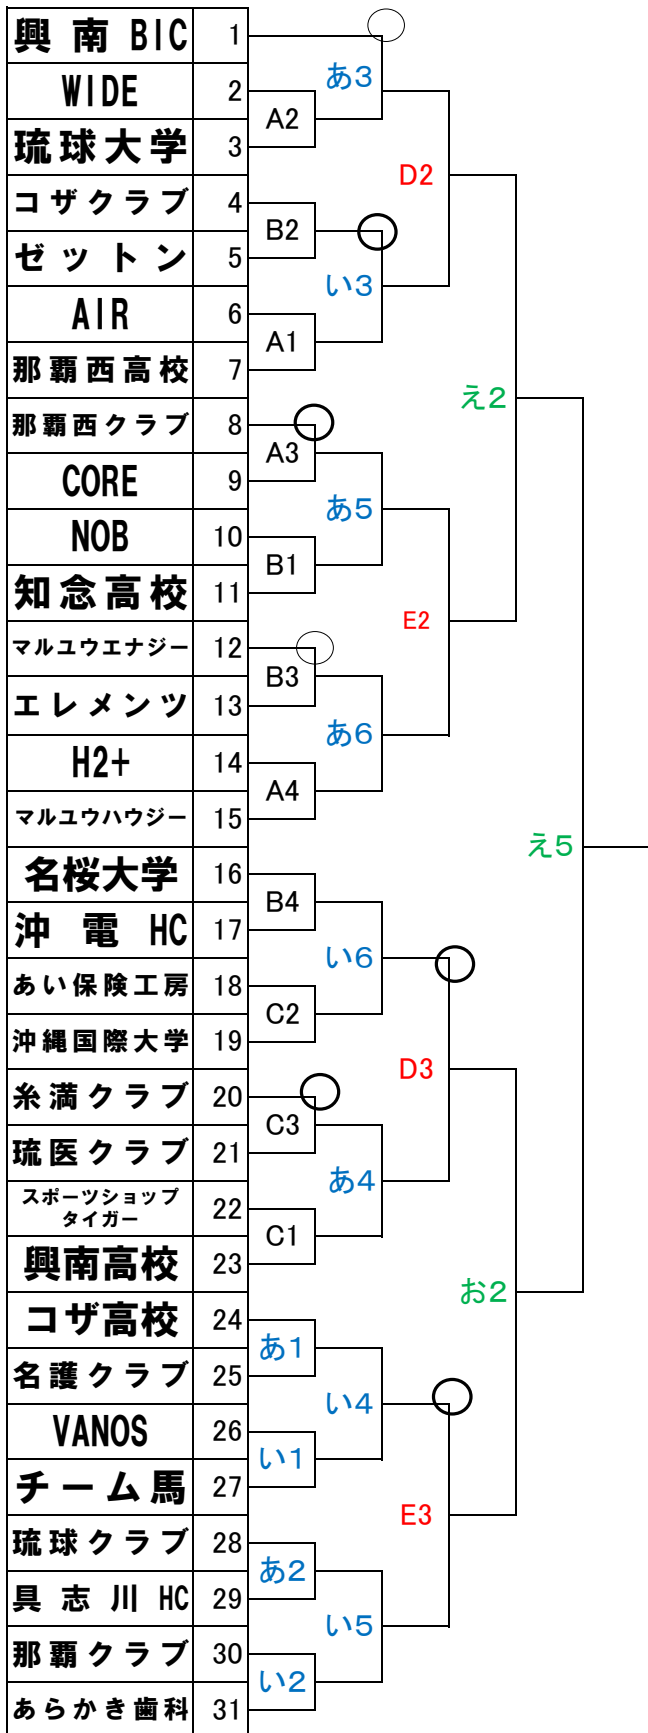 興南BIC 1
あ3
WIDE 2
A2
琉球大学 3
D2
コザクラブ 4
B2
ゼットン 5
い3
AIR 6
A1
那覇西高校 7
え2
那覇西クラブ 8
A3
CORE 9
あ5
NOB 10
B1
知念高校 11
E2
マルユウエナジー 12
B3
エレメンツ 13
あ6
H2+ 14
A4
マルユウハウジー 15
え5
名桜大学 16
B4
沖電HC 17
い6
あい保険工房 18
C2
沖縄国際大学 19
D3
糸満クラブ 20
C3
琉医クラブ 21
あ4
スポーツショップ
タイガー 22
C1
興南高校 23
お2
コザ高校 24
あ1
名護クラブ 25
い4
VANOS 26
い1
チーム馬 27
E3
琉球クラブ 28
あ2
具志川HC 29
い5
那覇クラブ 30
い2
あらかき歯科 31